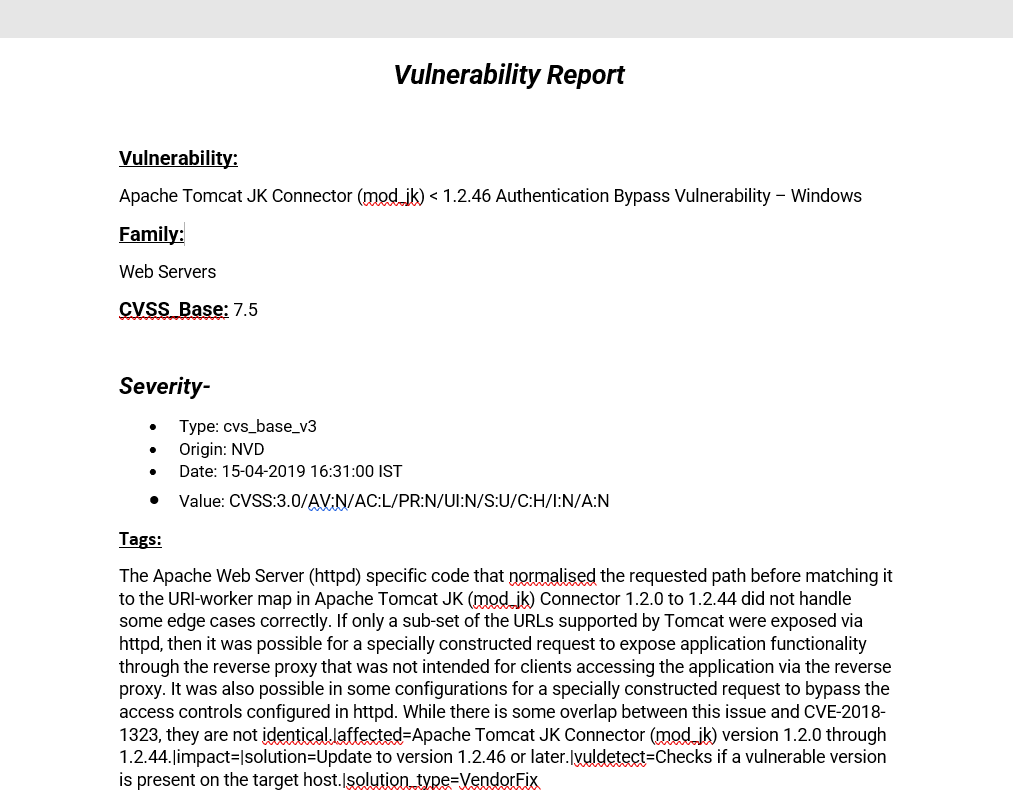 Vulnerability Report
Vulnerability:
Apache Tomcat JK Connector (mod_jk) < 1.2.46 Authentication Bypass Vulnerability – Windows
Family:
Web Servers
CVSS_Base: 7.5
Severity-
• Type: cvs_base_v3
• Origin: NVD
• Date: 15-04-2019 16:31:00 IST
• Value: CVSS:3.0/AV:N/AC:L/PR:N/UI:N/S:U/C:H/I:N/A:N
Tags:
The Apache Web Server (httpd) specific code that normalised the requested path before matching it
to the URI-worker map in Apache Tomcat JK (mod_jk) Connector 1.2.0 to 1.2.44 did not handle
some edge cases correctly. If only a sub-set of the URLs supported by Tomcat were exposed via
httpd, then it was possible for a specially constructed request to expose application functionality
through the reverse proxy that was not intended for clients accessing the application via the reverse
proxy. It was also possible in some configurations for a specially constructed request to bypass the
access controls configured in httpd. While there is some overlap between this issue and CVE-2018-
1323, they are not identical.|affected=Apache Tomcat JK Connector (mod_jk) version 1.2.0 through
1.2.44.|impact=|solution=Update to version 1.2.46 or later.|vuldetect=Checks if a vulnerable version
is present on the target host.|solution_type=VendorFix